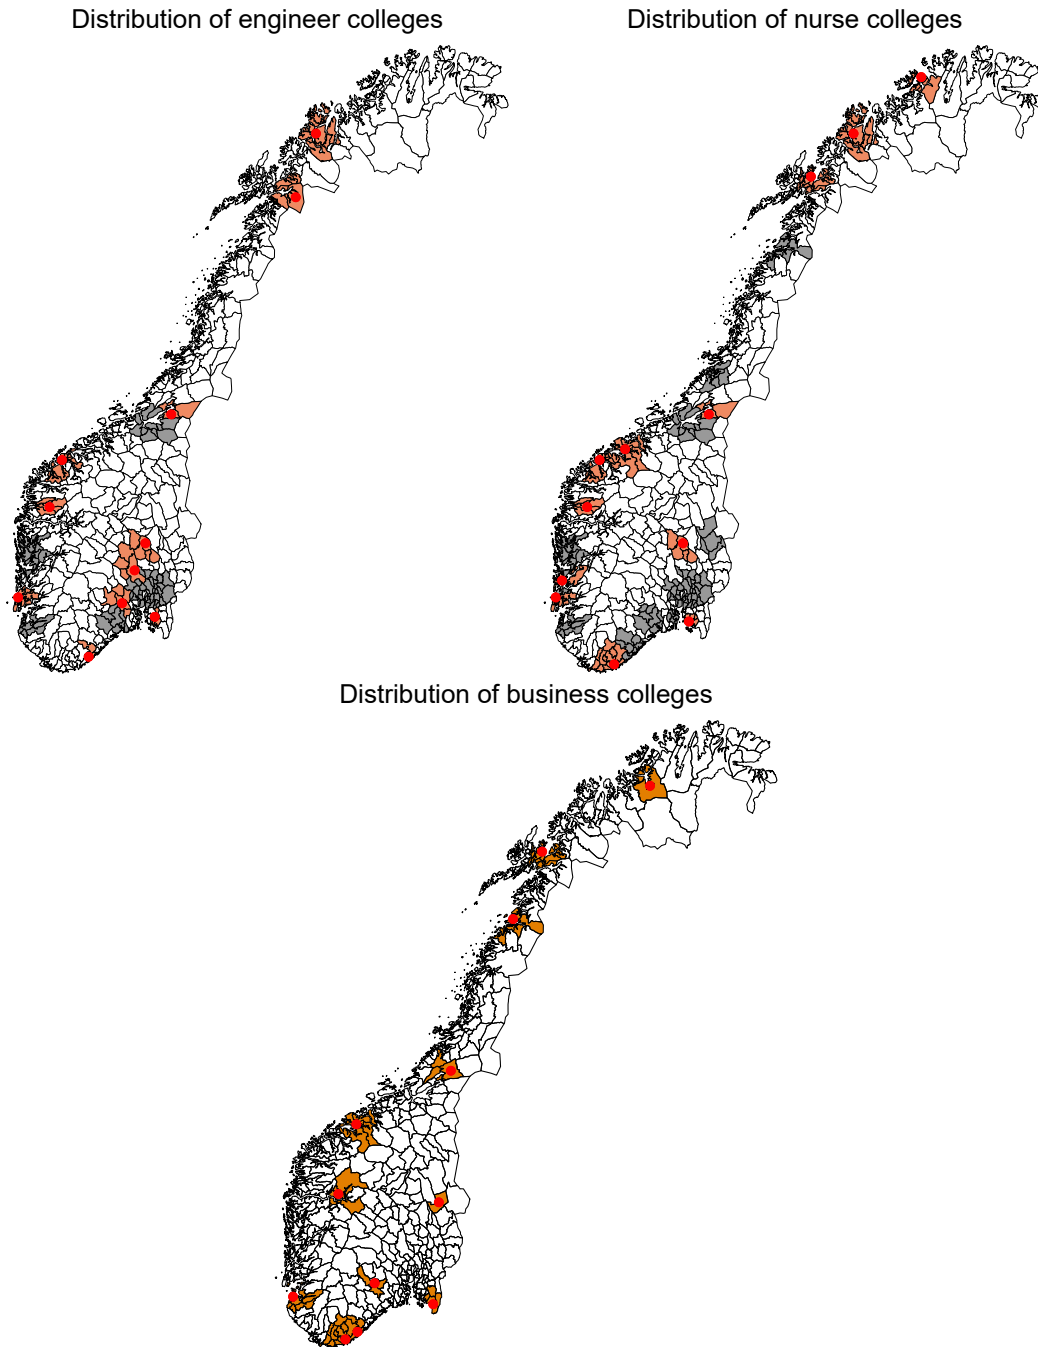 Distribution of engineer colleges
Distribution of nurse colleges
Distribution of business colleges